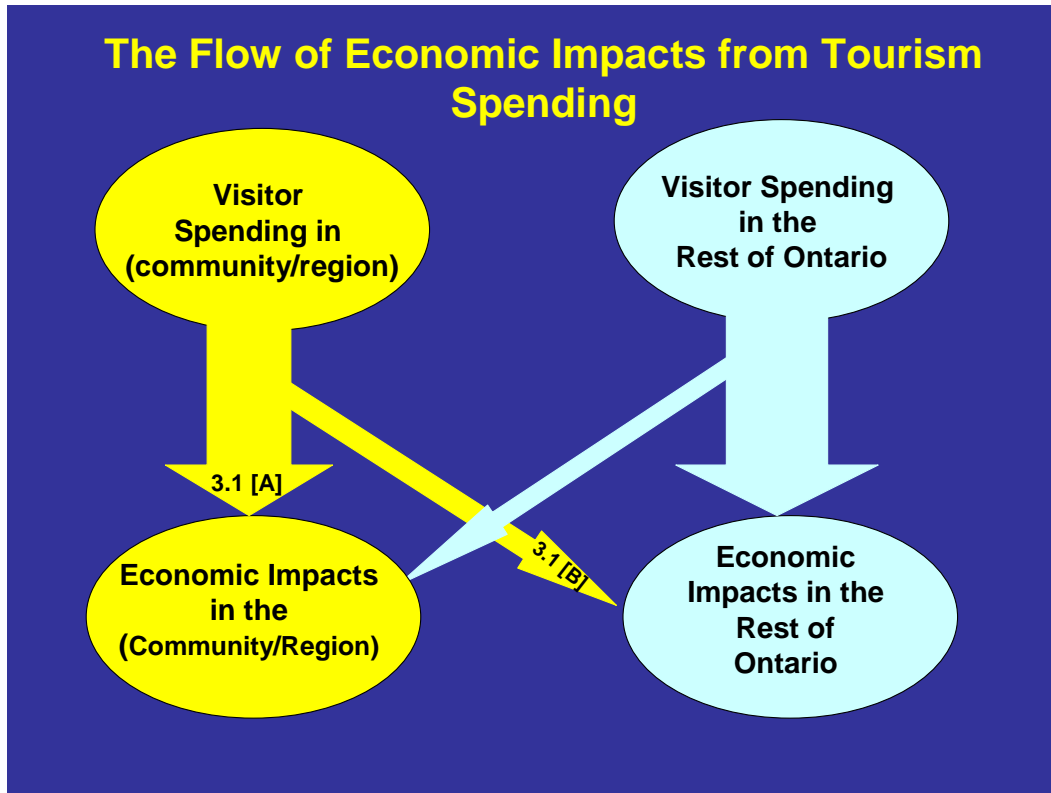 The Flow of Economic Impacts from Tourism
Spending
Visitor
Spending in
(community/region)
Visitor Spending
in the
Rest of Ontario
3.1 [A]
3.1 [B]
Economic Impacts
in the
(Community/Region)
Economic
Impacts in the
Rest of
Ontario